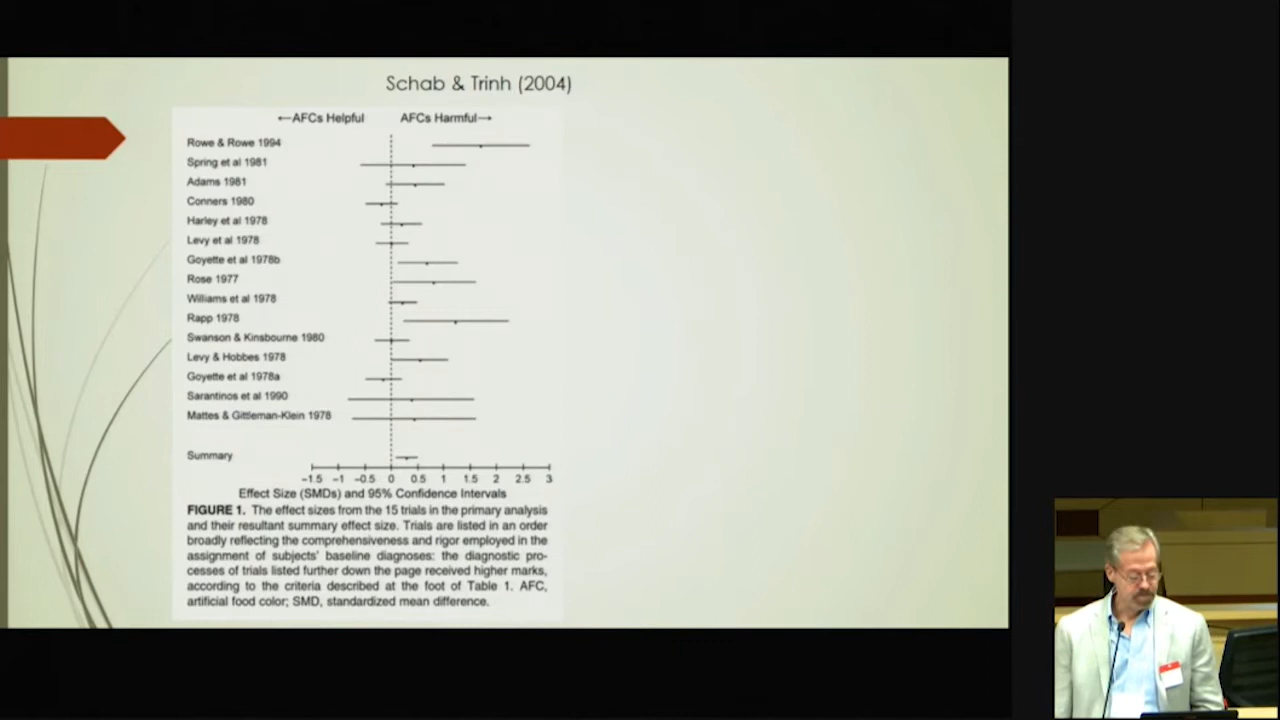 Schab & Trinh (2004)
←AFCs Helpful AFCs Harmful→
Rowe & Rowe 1994
Spring et al 1981
Adams 1981
Conners 1980
Harley et al 1978
Levy et al 1978
Goyette et al 1978b
Rose 1977
Williams et al 1978
Rapp 1978
Swanson & Kinsbourne 1980
Levy & Hobbes 1978
Goyette et al 1978a
Sarantinos et al 1990
Mattes & Gittleman-Klein 1978
Summary
−1.5 −1 −0.5 0 0.5 1 1.5 2 2.5 3
Effect Size (SMDs) and 95% Confidence Intervals
FIGURE 1. The effect sizes from the 15 trials in the primary analysis
and their resultant summary effect size. Trials are listed in an order
broadly reflecting the comprehensiveness and rigor employed in the
assignment of subjects' baseline diagnoses: the diagnostic pro-
cesses of trials listed further down the page received higher marks,
according to the criteria described at the foot of Table 1. AFC,
artificial food color; SMD, standardized mean difference.